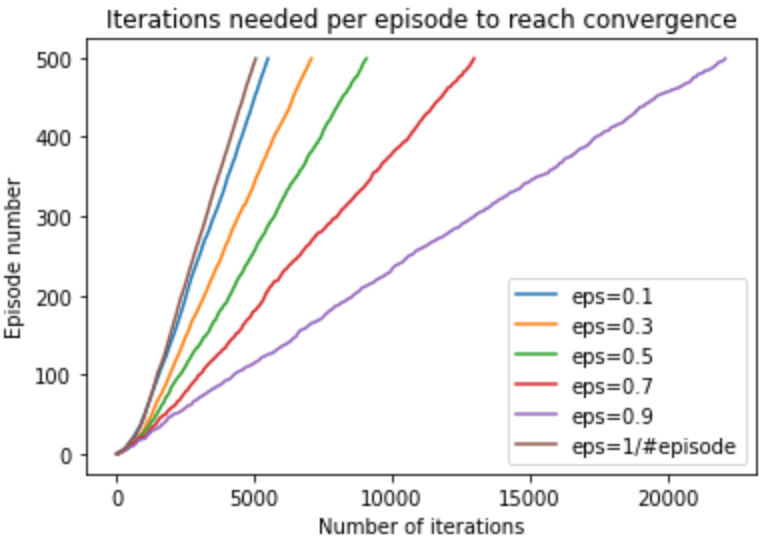 Iterations needed per episode to reach convergence
500
400
300
200
100
0
Episode number
eps=0.1
eps=0.3
eps=0.5
eps=0.7
eps=0.9
eps=1/#episode
0 5000 10000 15000 20000
Number of iterations